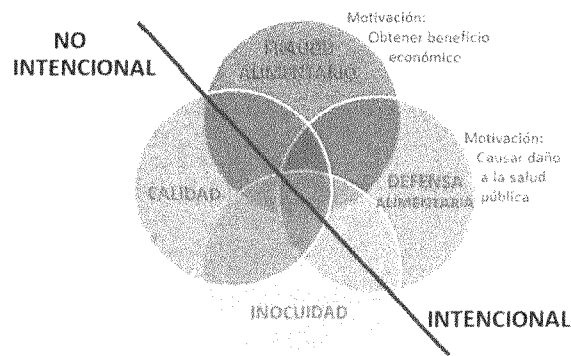 NO
INTENCIONAL
FRAUDE
ALIMENTARIO
Motivación:
Obtener beneficio
económico
CALIDAD
DEFENSA
ALIMENTARIA
Motivación:
Causar daño
a la salud
pública
INOCUIDAD
INTENCIONAL